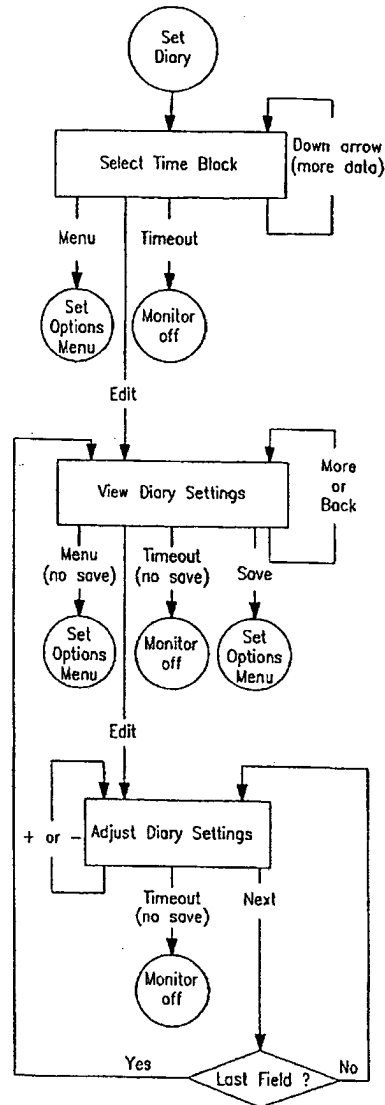 Set
Diary
Select Time Block
Down arrow
(more data)
Menu
Timeout
Set
Options
Menu
Monitor
off
Edit
View Diary Settings
More
or
Back
Menu
(no save)
Timeout
(no save)
Save
Set
Options
Menu
Monitor
off
Set
Options
Menu
Edit
+ or -
Adjust Diary Settings
Timeout
(no save)
Next
Monitor
off
Yes
Last Field ?
No